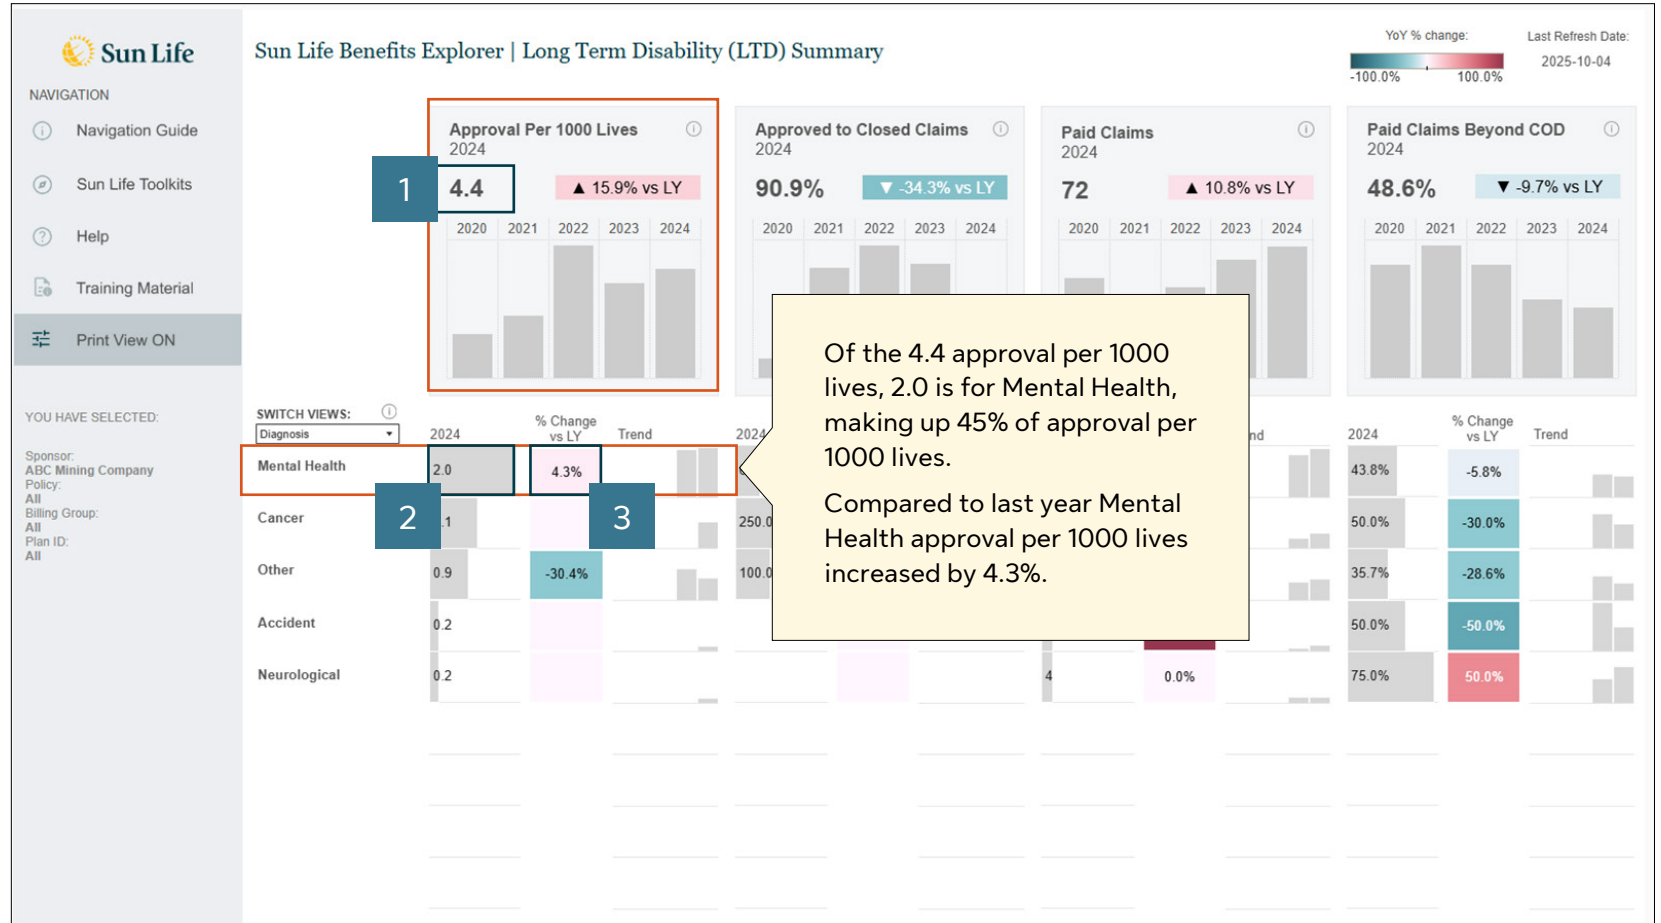 Sun Life
NAVIGATION
Navigation Guide
Sun Life Toolkits
Help
Training Material
Print View ON
YOU HAVE SELECTED:
Sponsor:
ABC Mining Company
Policy:
All
Billing Group:
All
Plan ID:
All
Sun Life Benefits Explorer | Long Term Disability (LTD) Summary
YoY % change:
-100.0% 100.0%
Last Refresh Date:
2025-10-04
Approval Per 1000 Lives
2024
1
4.4 ▲ 15.9% vs LY
2020 2021 2022 2023 2024
Approved to Closed Claims
2024
90.9% ▼ -34.3% vs LY
2020 2021 2022 2023 2024
Paid Claims
2024
72 ▲ 10.8% vs LY
2020 2021 2022 2023 2024
Paid Claims Beyond COD
2024
48.6% ▼ -9.7% vs LY
2020 2021 2022 2023 2024
Of the 4.4 approval per 1000
lives, 2.0 is for Mental Health,
making up 45% of approval per
1000 lives.
Compared to last year Mental
Health approval per 1000 lives
increased by 4.3%.
SWITCH VIEWS:
Diagnosis
2024 % Change vs LY Trend 2024 2024 % Change vs LY Trend
Mental Health 2.0 4.3% 43.8% -5.8%
2 3
Cancer .1 250.0 50.0% -30.0%
Other 0.9 -30.4% 100.0 35.7% -28.6%
Accident 0.2 50.0% -50.0%
Neurological 0.2 4 0.0% 75.0% 50.0%